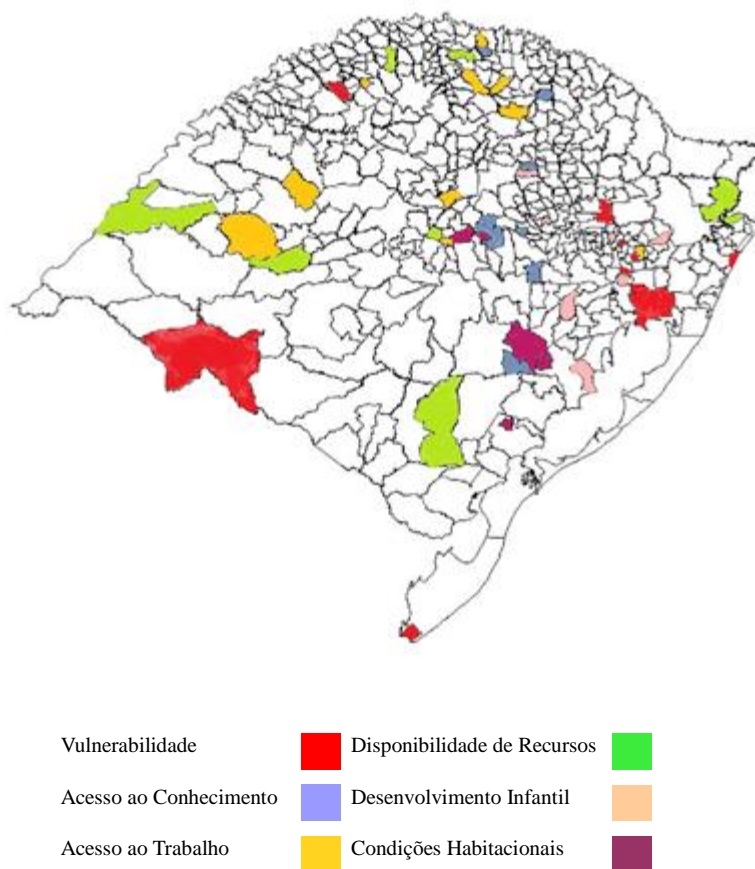 Vulnerabilidade Disponibilidade de Recursos
Acesso ao Conhecimento Desenvolvimento Infantil
Acesso ao Trabalho Condições Habitacionais